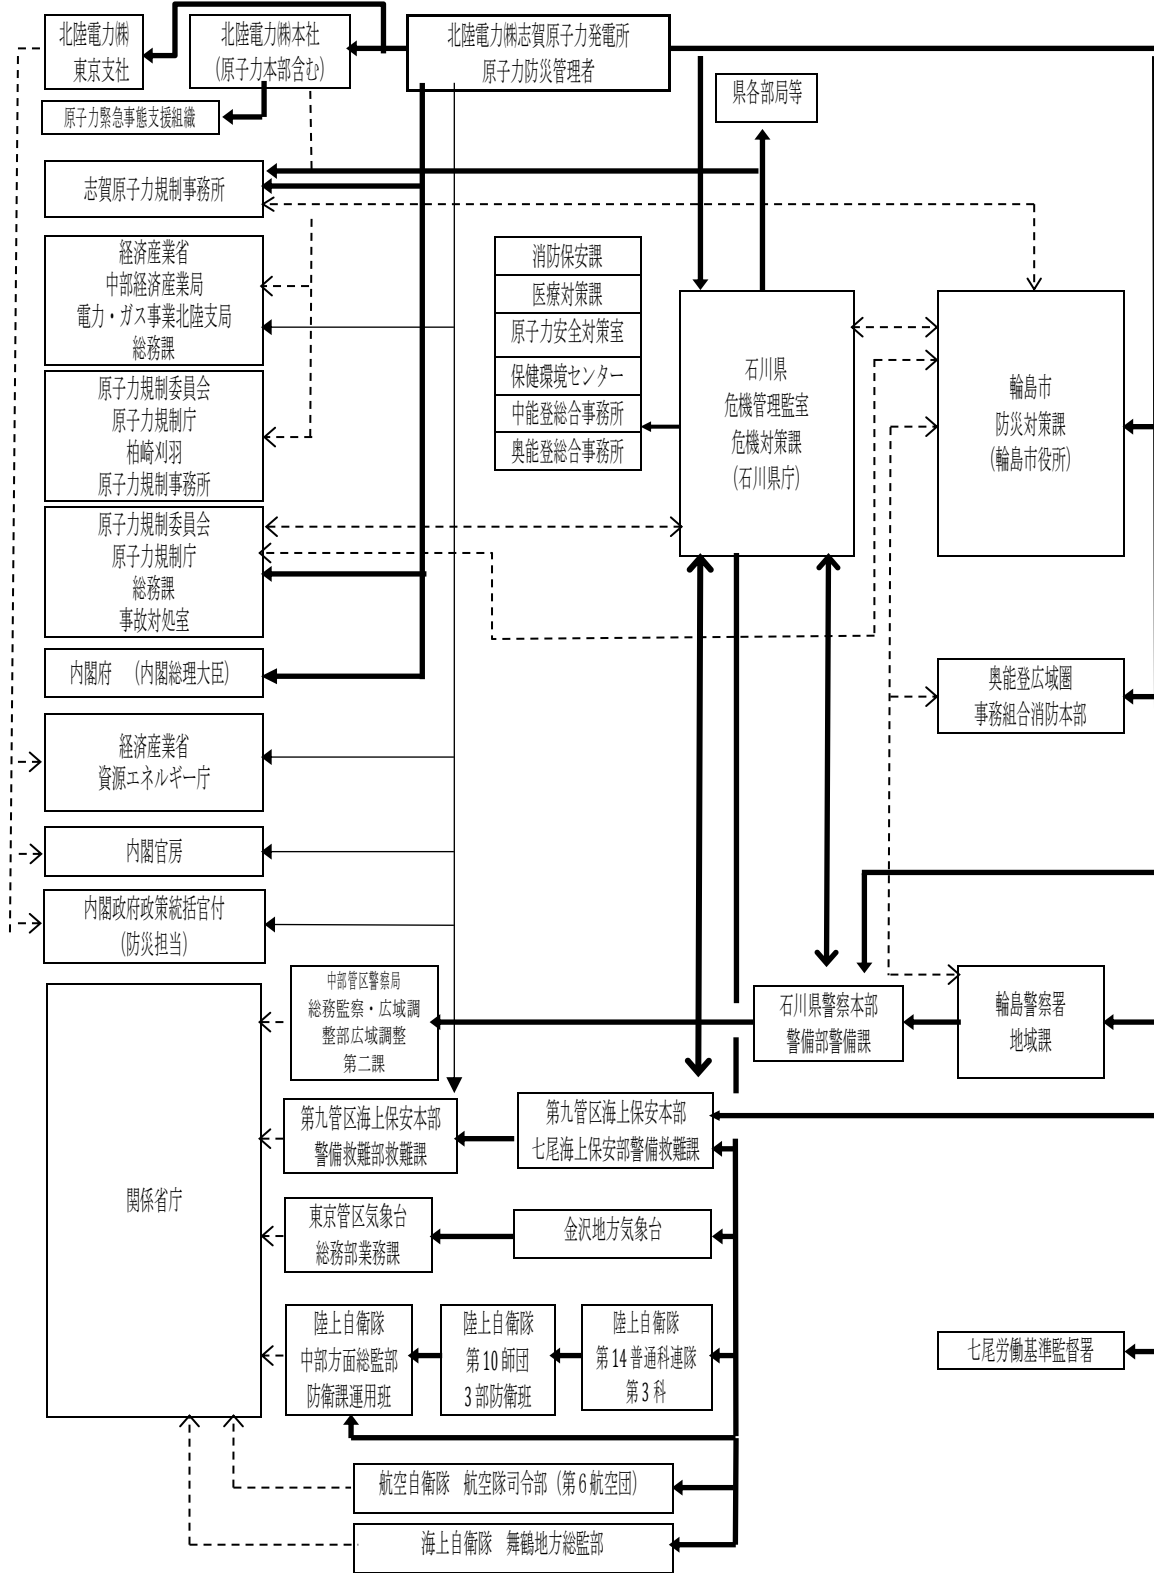 北陸電力㈱
東京支社
北陸電力㈱本社
(原子力本部含む)
北陸電力㈱志賀原子力発電所
原子力防災管理者
県各部局等
原子力緊急事態支援組織
志賀原子力規制事務所
経済産業省
中部経済産業局
電力・ガス事業北陸支局
総務課
原子力規制委員会
原子力規制庁
柏崎刈羽
原子力規制事務所
原子力規制委員会
原子力規制庁
総務課
事故対処室
内閣府　（内閣総理大臣）
経済産業省
資源エネルギー庁
内閣官房
内閣政府政策統括官付
(防災担当)
消防保安課
医療対策課
原子力安全対策室
保健環境センター
中能登総合事務所
奥能登総合事務所
石川県
危機管理監室
危機対策課
(石川県庁)
輪島市
防災対策課
(輪島市役所)
奥能登広域圏
事務組合消防本部
中部管区警察局
総務監察・広域調
整部広域調整
第二課
石川県警察本部
警備部警備課
輪島警察署
地域課
関係省庁
第九管区海上保安本部
警備救難部救難課
第九管区海上保安本部
七尾海上保安部警備救難課
東京管区気象台
総務部業務課
金沢地方気象台
陸上自衛隊
中部方面総監部
防衛課運用班
陸上自衛隊
第10師団
3部防衛班
陸上自衛隊
第14普通科連隊
第3科
七尾労働基準監督署
航空自衛隊　航空隊司令部（第6航空団）
海上自衛隊　舞鶴地方総監部